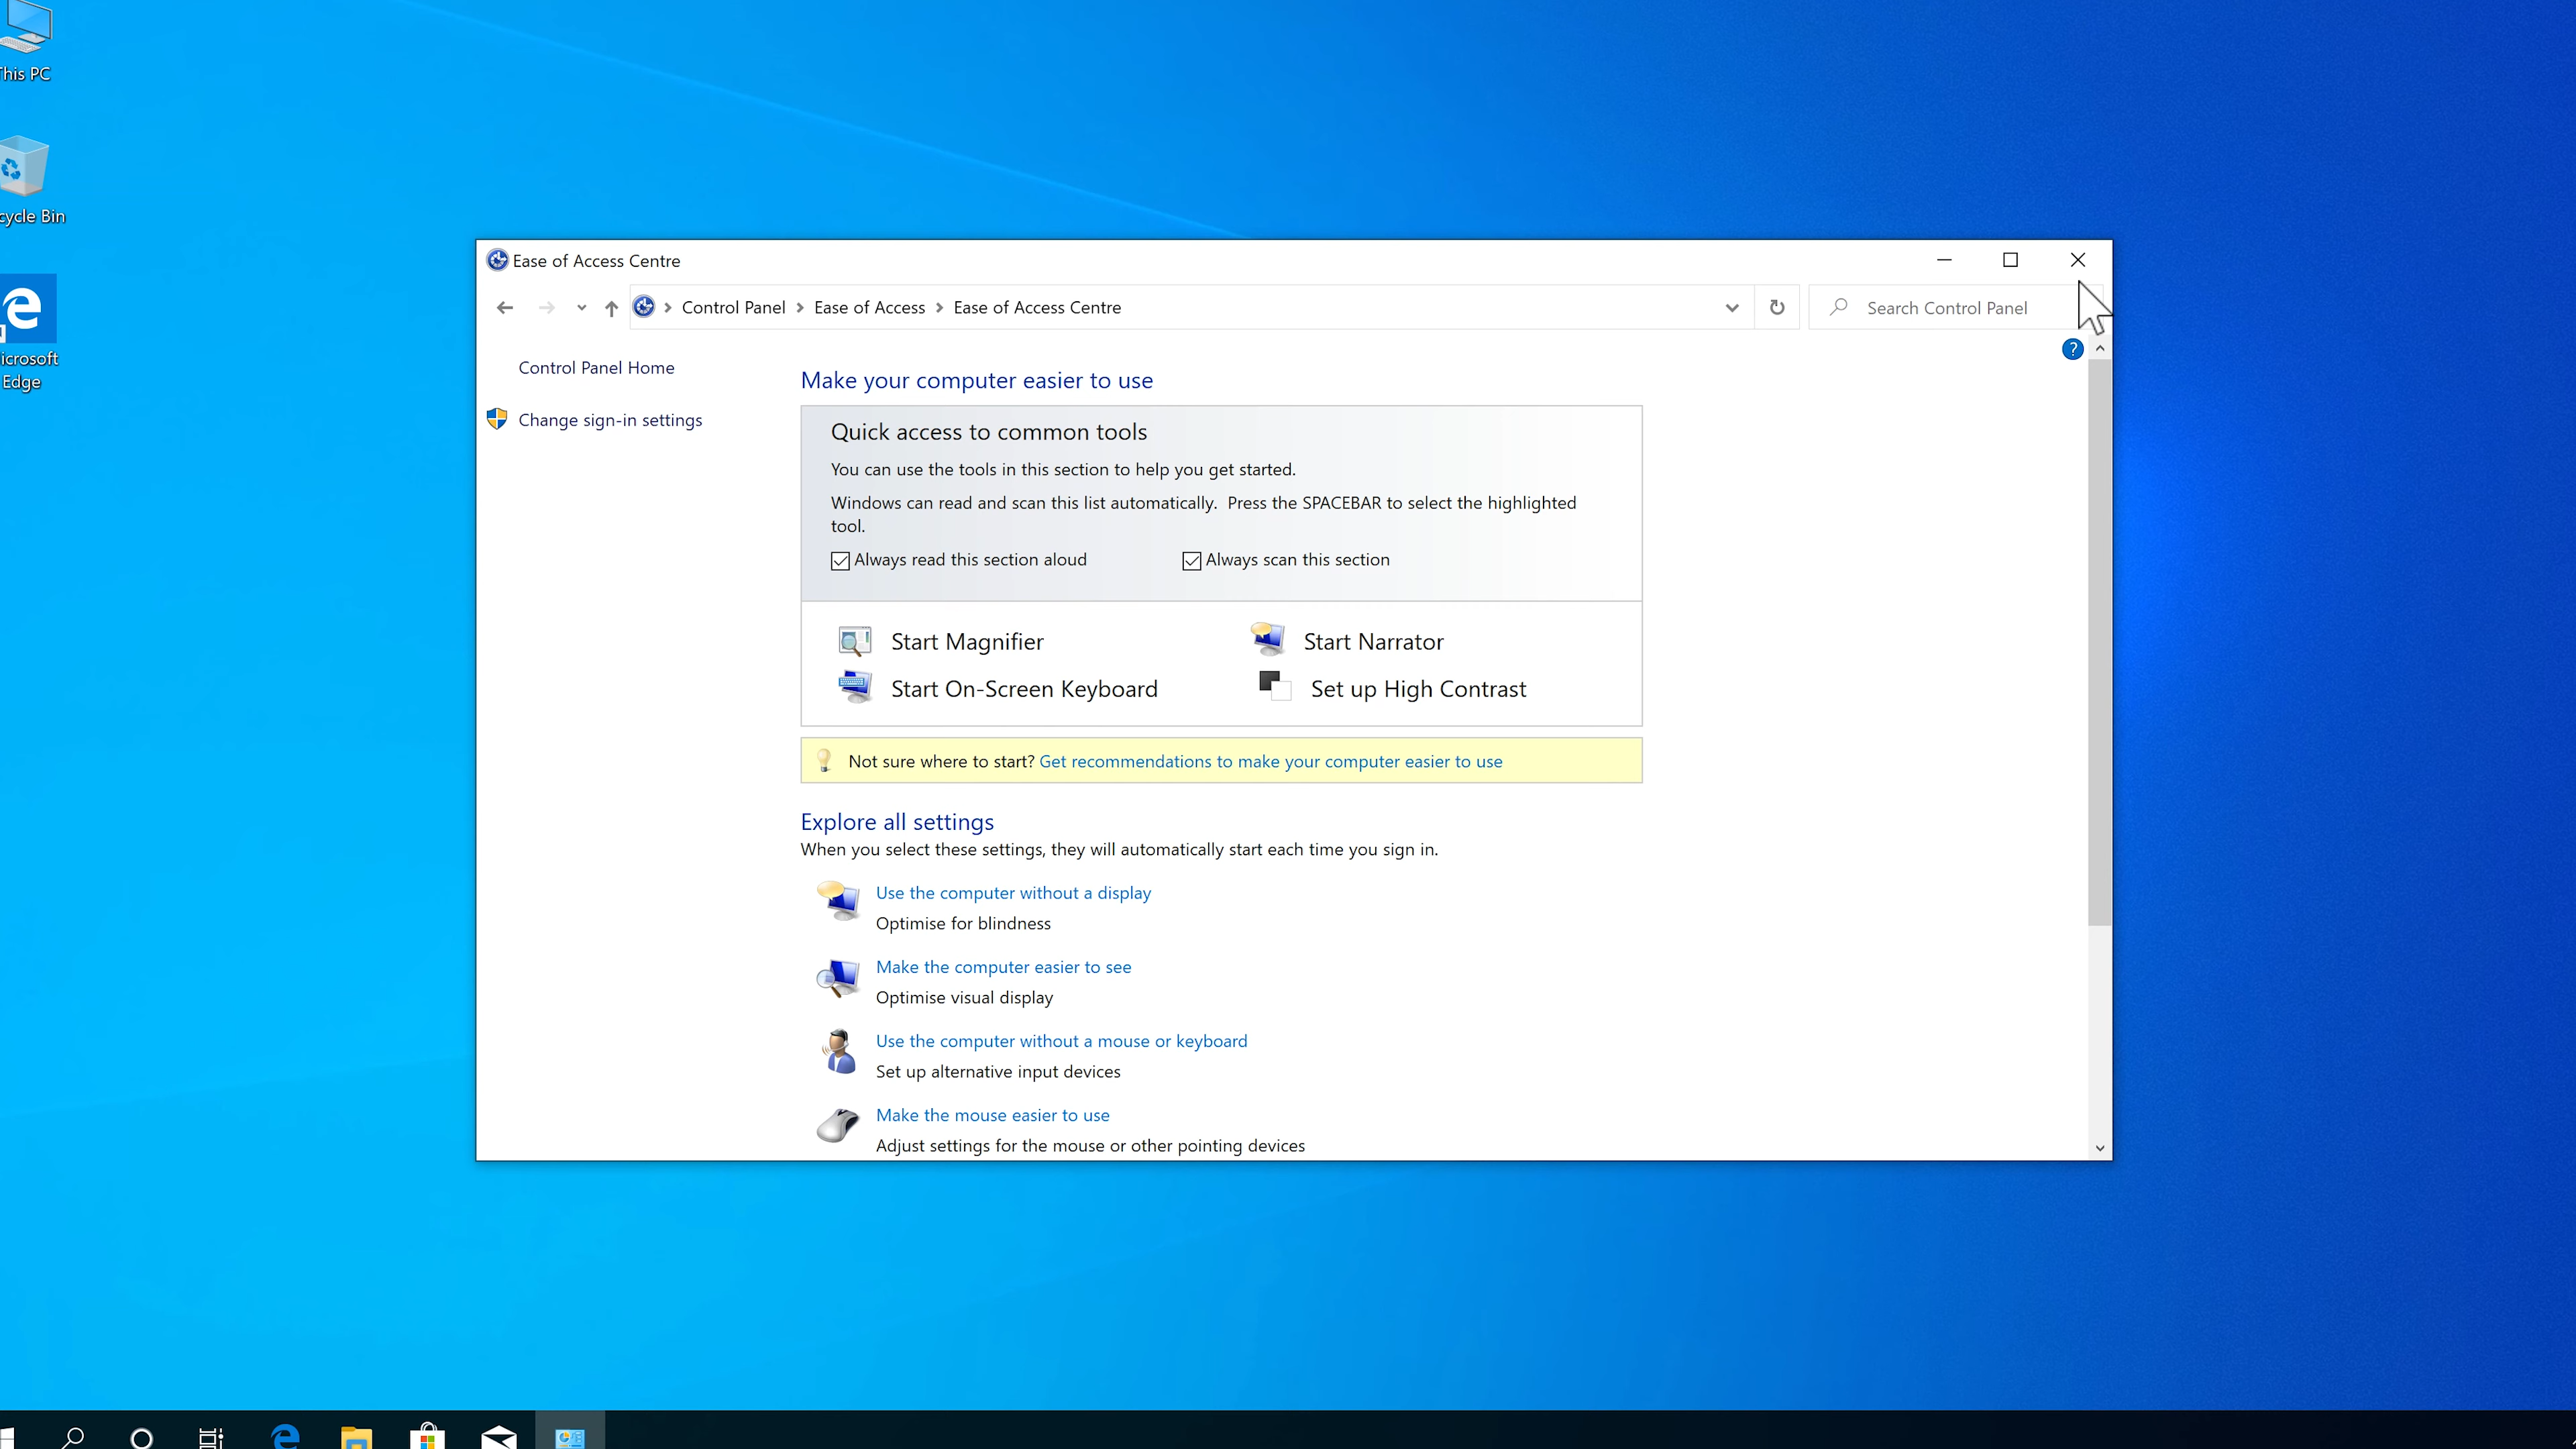 his PC
cycle Bin
icrosoft
Edge
Ease of Access Centre
Control Panel > Ease of Access > Ease of Access Centre
Search Control Panel
?
Control Panel Home
Change sign-in settings
Make your computer easier to use
Quick access to common tools
You can use the tools in this section to help you get started.
Windows can read and scan this list automatically.  Press the SPACEBAR to select the highlighted
tool.
Always read this section aloud
Always scan this section
Start Magnifier
Start Narrator
Start On-Screen Keyboard
Set up High Contrast
Not sure where to start? Get recommendations to make your computer easier to use
Explore all settings
When you select these settings, they will automatically start each time you sign in.
Use the computer without a display
Optimise for blindness
Make the computer easier to see
Optimise visual display
Use the computer without a mouse or keyboard
Set up alternative input devices
Make the mouse easier to use
Adjust settings for the mouse or other pointing devices